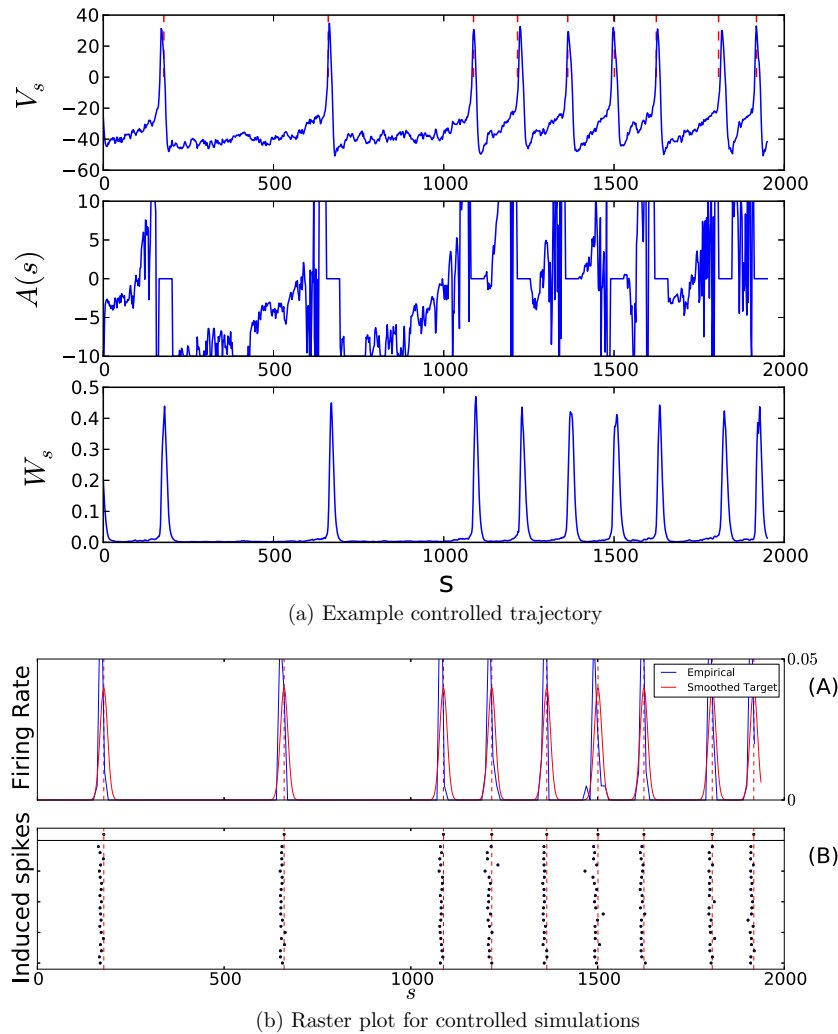 40
20
0
−20
−40
−60
V_s
0 500 1000 1500 2000
10
5
0
−5
−10
A(s)
0 500 1000 1500 2000
0.5
0.4
0.3
0.2
0.1
0.0
W_s
0 500 1000 1500 2000
S
(a) Example controlled trajectory
Firing Rate
Empirical
Smoothed Target
0.05
(A)
0
Induced spikes
(B)
0 500 1000 1500 2000
s
(b) Raster plot for controlled simulations